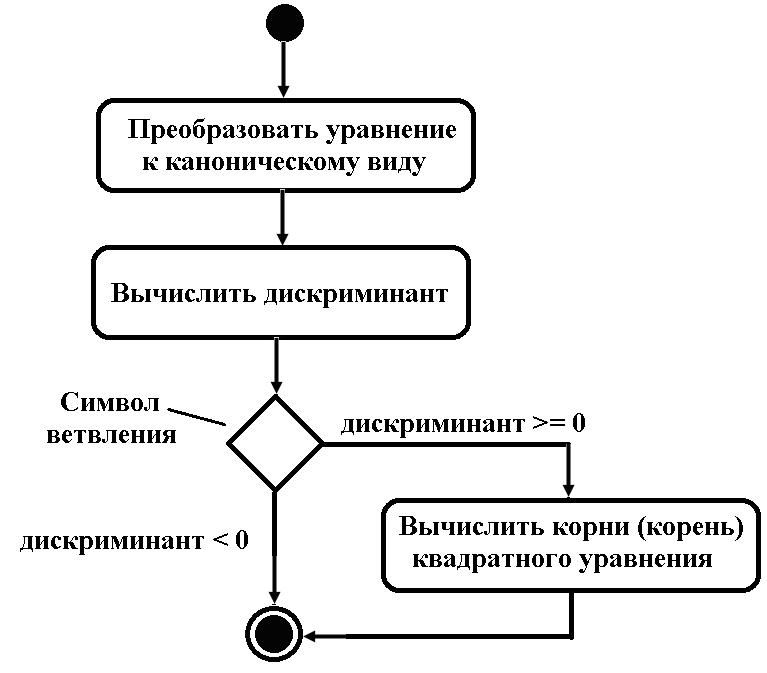 Преобразовать уравнение
к каноническому виду
Вычислить дискриминант
Символ
ветвления
дискриминант >= 0
Вычислить корни (корень)
квадратного уравнения
дискриминант < 0